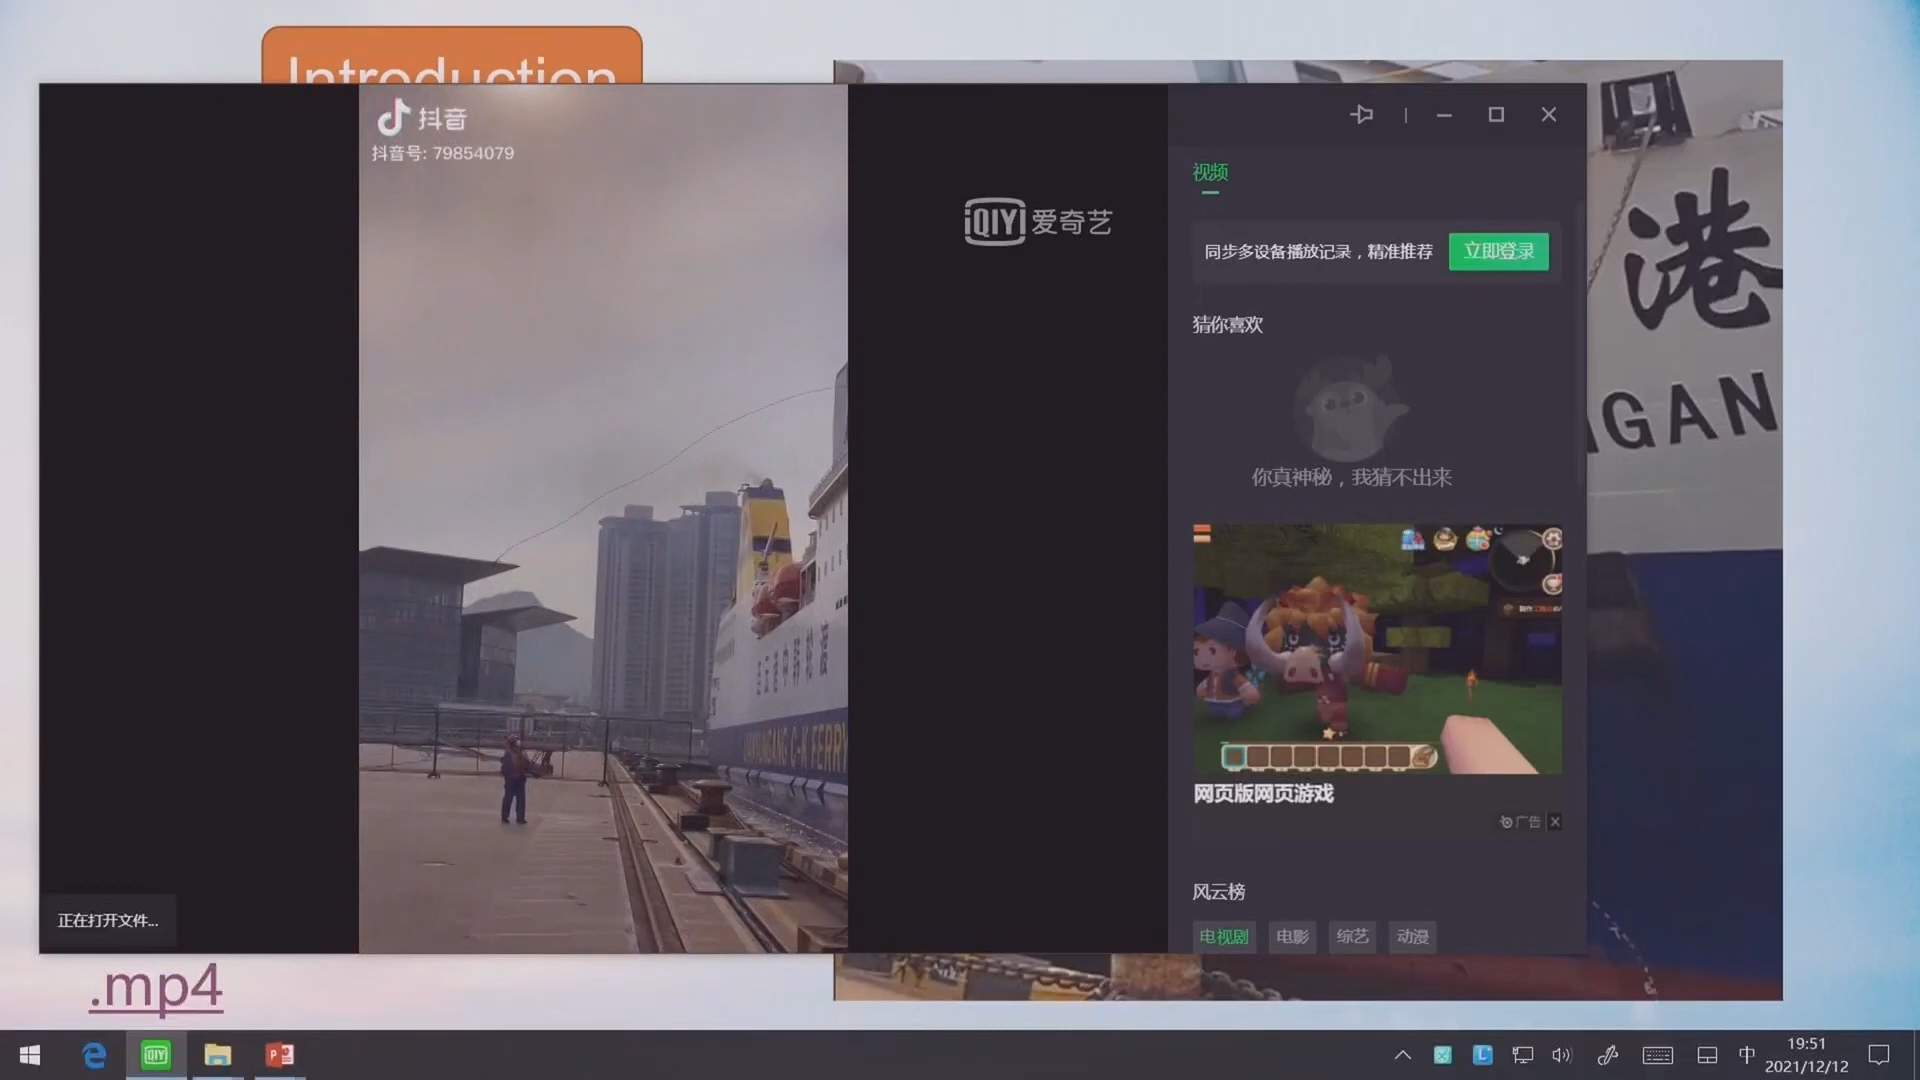 Introduction
抖音
抖音号: 79854079
iQIYI 爱奇艺
视频
同步多设备播放记录，精准推荐
立即登录
猜你喜欢
你真神秘，我猜不出来
网页版网页游戏
广告
风云榜
电视剧
电影
综艺
动漫
港
GANG
C-K FERRY
正在打开文件...
.mp4
中
19:51
2021/12/12